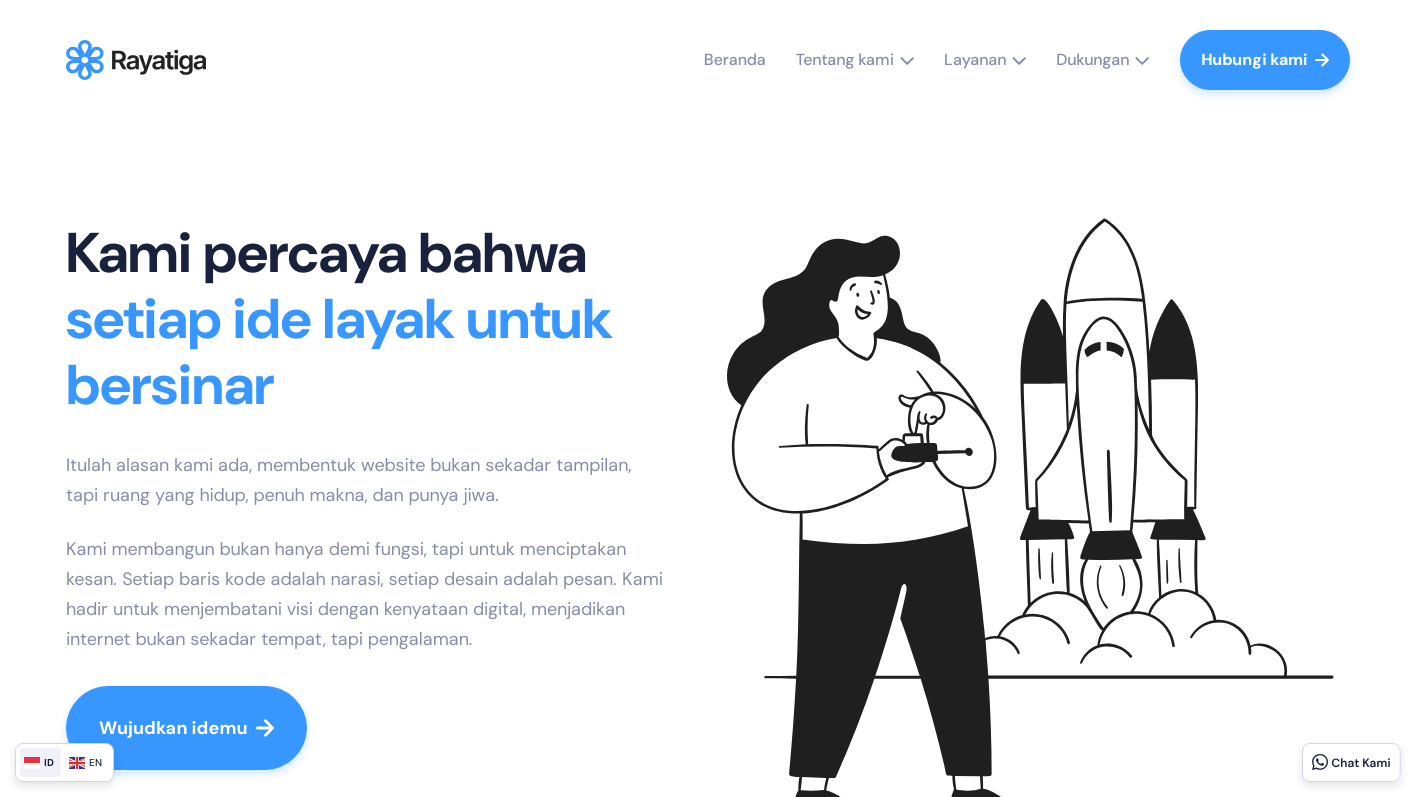 Rayatiga
Beranda
Tentang kami
Layanan
Dukungan
Hubungi kami
Kami percaya bahwa
setiap ide layak untuk
bersinar
Itulah alasan kami ada, membentuk website bukan sekadar tampilan,
tapi ruang yang hidup, penuh makna, dan punya jiwa.
Kami membangun bukan hanya demi fungsi, tapi untuk menciptakan
kesan. Setiap baris kode adalah narasi, setiap desain adalah pesan. Kami
hadir untuk menjembatani visi dengan kenyataan digital, menjadikan
internet bukan sekadar tempat, tapi pengalaman.
Wujudkan idemu
ID
EN
Chat Kami